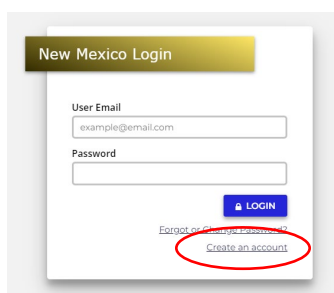 New Mexico Login
User Email
example@email.com
Password
LOGIN
Forgot or Change Password?
Create an account